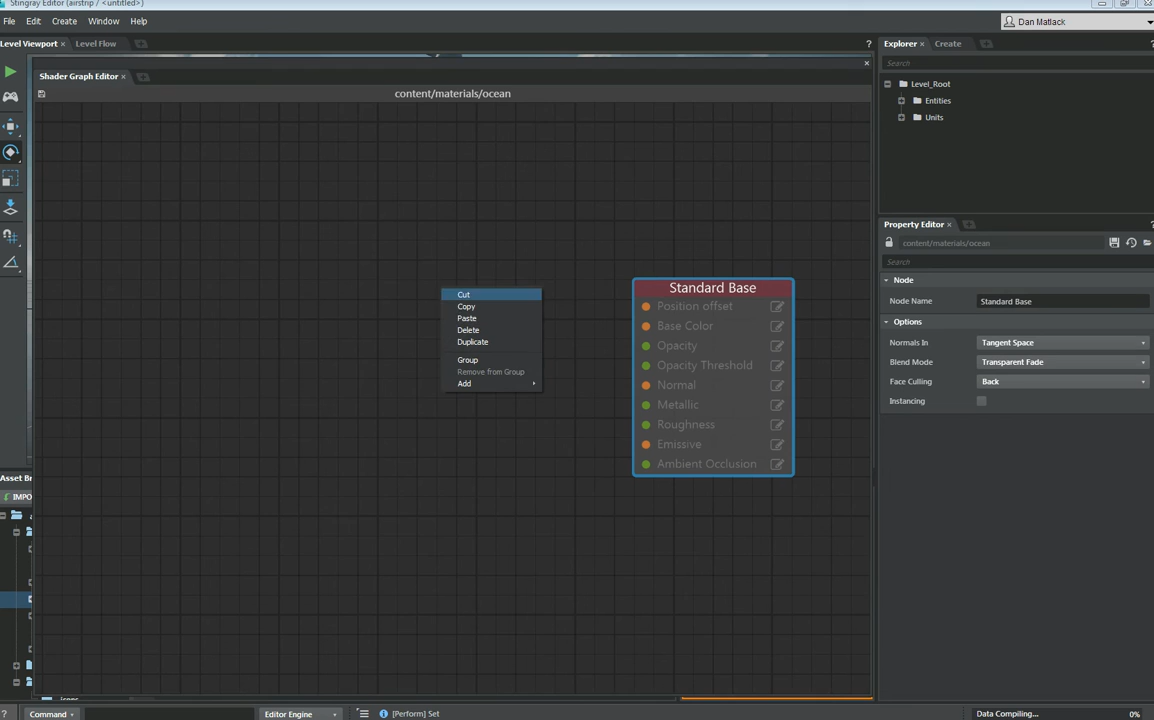 Stingray Editor (airstrip / <untitled>)
File Edit Create Window Help
Dan Matlack
Level Viewport × Level Flow
?
Explorer × Create
?
Shader Graph Editor ×
Search
content/materials/ocean
Level_Root
Entities
Units
Property Editor ×
?
content/materials/ocean
Search
Node
Node Name Standard Base
Options
Normals In Tangent Space
Blend Mode Transparent Fade
Face Culling Back
Instancing
Cut
Copy
Paste
Delete
Duplicate
Group
Remove from Group
Add
Standard Base
Position offset
Base Color
Opacity
Opacity Threshold
Normal
Metallic
Roughness
Emissive
Ambient Occlusion
Asset Br
IMPO
icons
? Command Editor Engine [Perform] Set Data Compiling... 0%